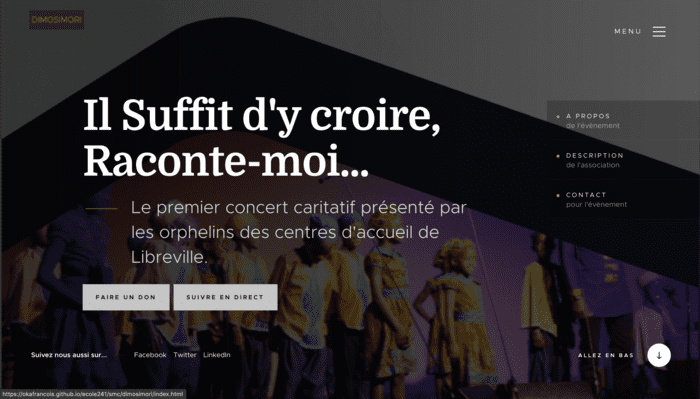 DIMOSIMORI
MENU
Il Suffit d'y croire,
Raconte-moi...
Le premier concert caritatif présenté par
les orphelins des centres d'accueil de
Libreville.
FAIRE UN DON
SUIVRE EN DIRECT
A PROPOS
de l'évènement
DESCRIPTION
de l'association
CONTACT
pour l'évènement
Suivez nous aussi sur...
Facebook Twitter LinkedIn
ALLEZ EN BAS
https://okafrancois.github.io/ecole241/smc/dimosimori/index.html